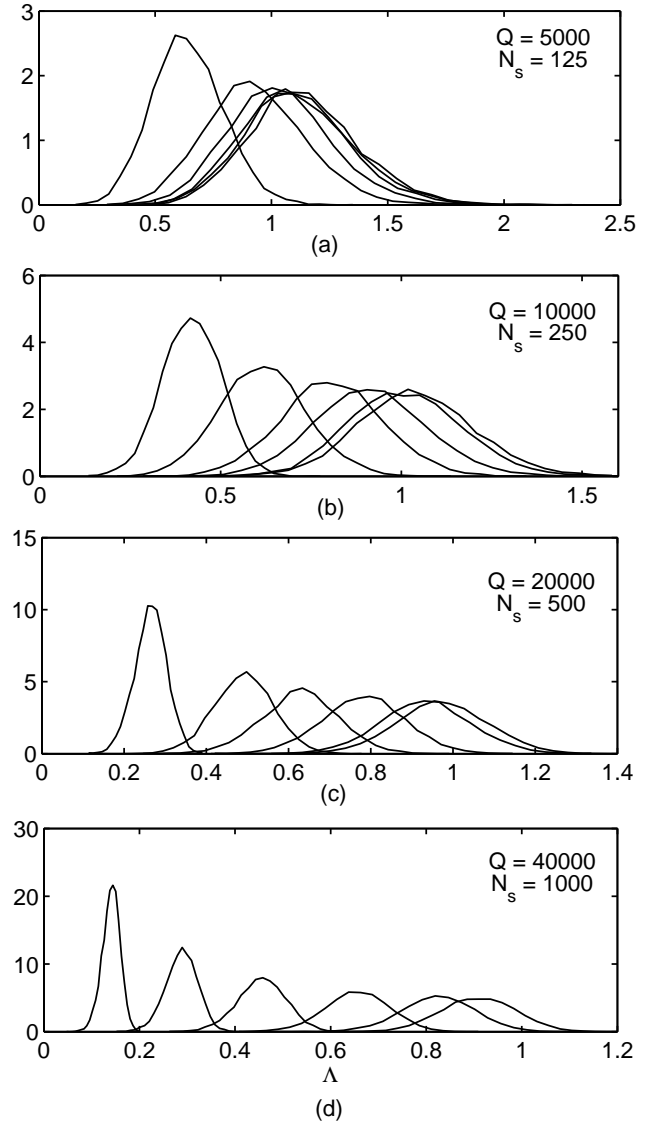 3
Q = 5000
N_s = 125
2
1
0
0 0.5 1 1.5 2 2.5
(a)
6
Q = 10000
N_s = 250
4
2
0
0 0.5 1 1.5
(b)
15
Q = 20000
N_s = 500
10
5
0
0 0.2 0.4 0.6 0.8 1 1.2 1.4
(c)
30
Q = 40000
N_s = 1000
20
10
0
0 0.2 0.4 0.6 0.8 1 1.2
Λ
(d)